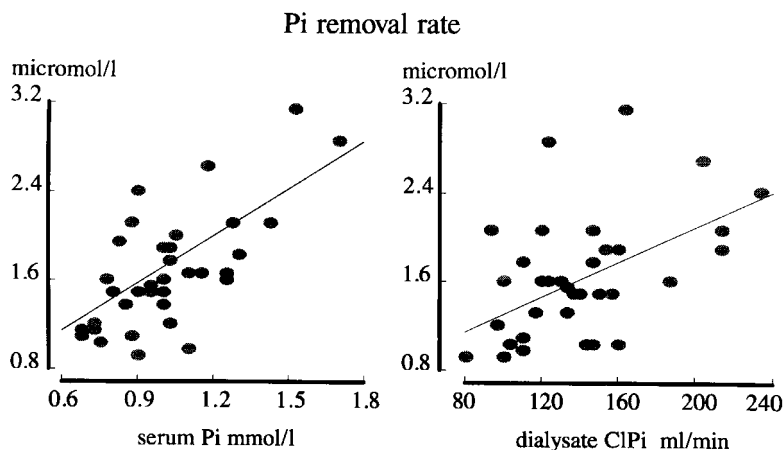 Pi removal rate
micromol/l
3.2
2.4
1.6
0.8
0.6 0.9 1.2 1.5 1.8
serum Pi mmol/l
micromol/l
3.2
2.4
1.6
0.8
80 120 160 200 240
dialysate ClPi ml/min